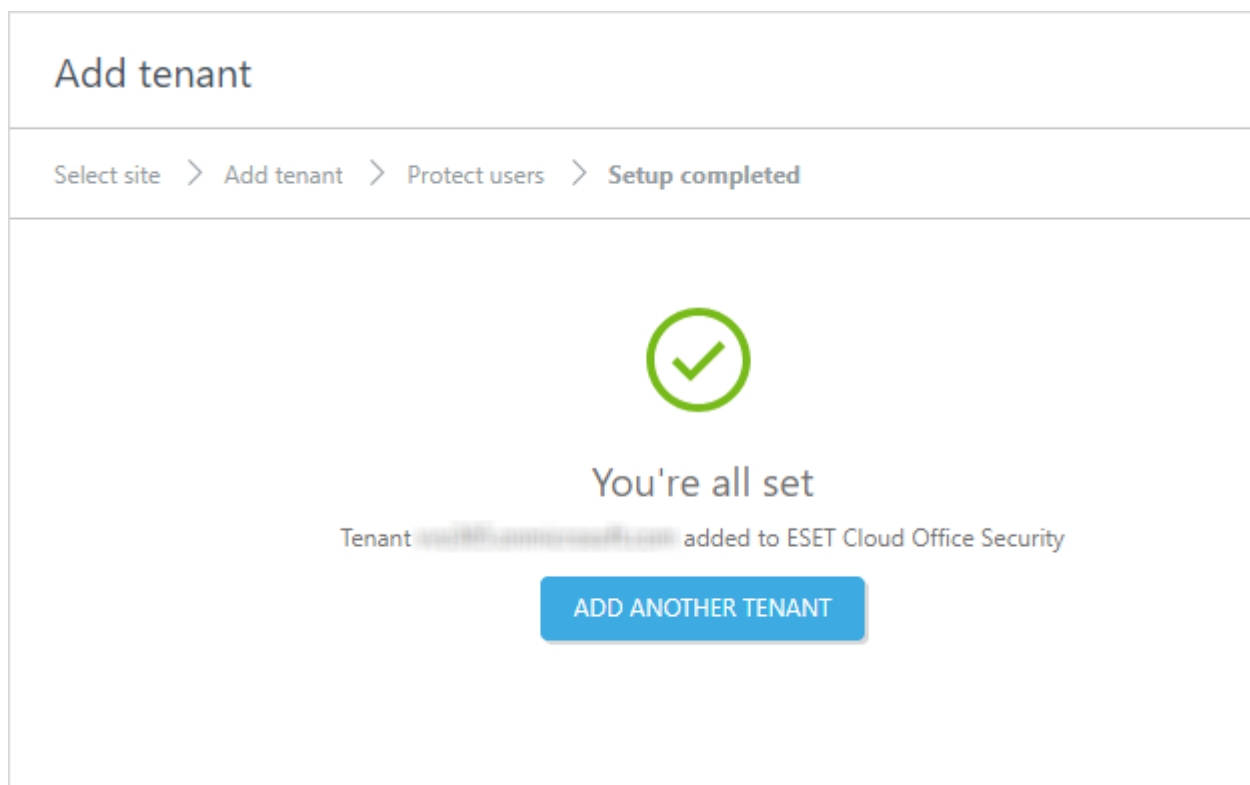 Add tenant
Select site > Add tenant > Protect users > Setup completed
You're all set
Tenant added to ESET Cloud Office Security
ADD ANOTHER TENANT